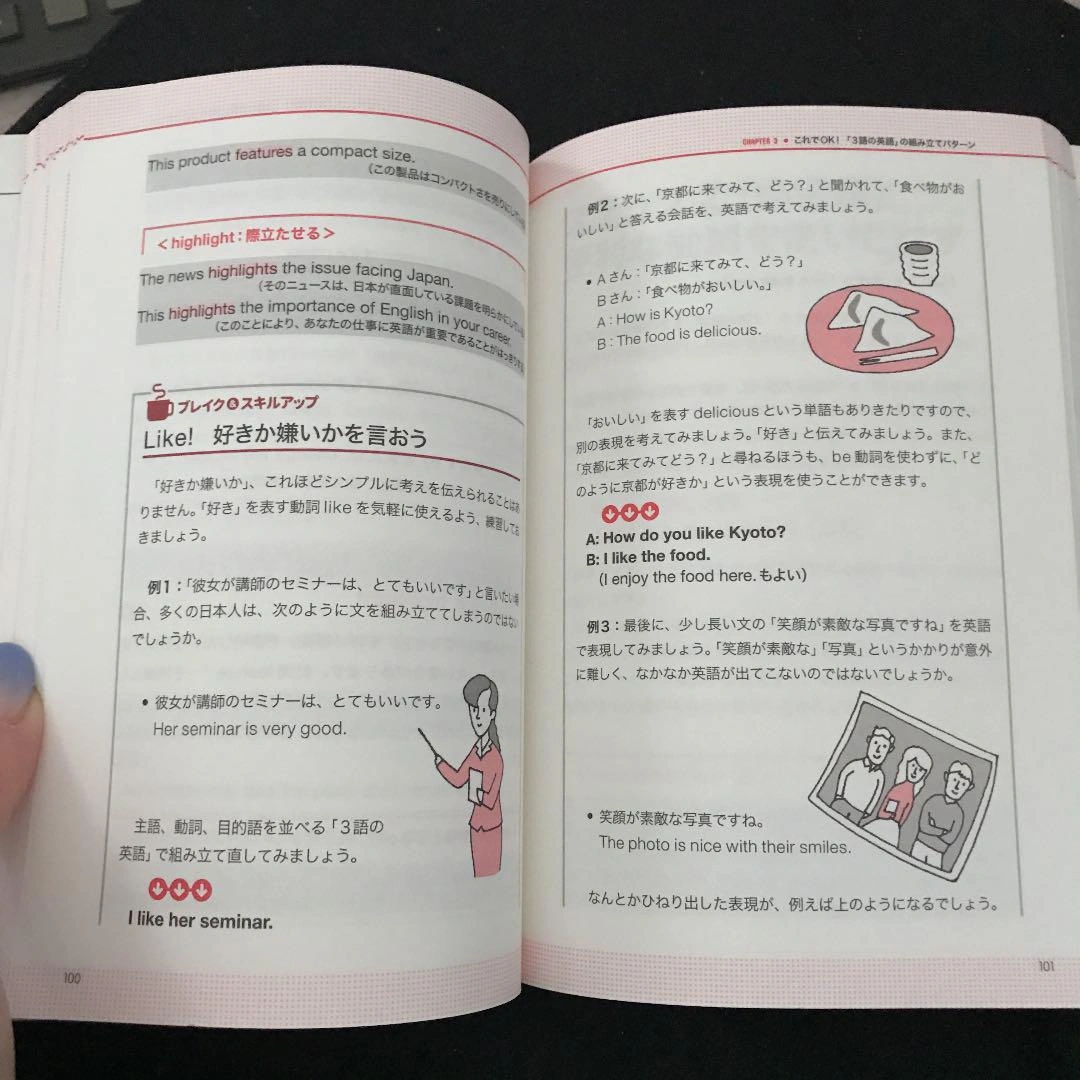 This product features a compact size.
(この製品はコンパクトさを売りにして
<highlight:際立たせる>
The news highlights the issue facing Japan.
(そのニュースは、日本が直面している課題を明らかにしている
This highlights the importance of English in your career.
(このことにより、あなたの仕事に英語が重要であることがはっきり
ブレイク&スキルアップ
Like! 好きか嫌いかを言おう
「好きか嫌いか」、これほどシンプルに考えを伝えられることはあ
りません。「好き」を表す動詞likeを気軽に使えるよう、練習してお
きましょう。
例1:「彼女が講師のセミナーは、とてもいいです」と言いたい場
合、多くの日本人は、次のように文を組み立ててしまうのではない
でしょうか。
• 彼女が講師のセミナーは、とてもいいです。
Her seminar is very good.
主語、動詞、目的語を並べる「3語の
英語」で組み立て直してみましょう。
I like her seminar.
100
CHAPTER 3 ● これでOK!「3語の英語」の組み立てパターン
例2:次に、「京都に来てみて、どう?」と聞かれて、「食べ物がお
いしい」と答える会話を、英語で考えてみましょう。
• Aさん:「京都に来てみて、どう?」
Bさん:「食べ物がおいしい。」
A:How is Kyoto?
B:The food is delicious.
「おいしい」を表すdeliciousという単語もありきたりですので、
別の表現を考えてみましょう。「好き」と伝えてみましょう。また、
「京都に来てみてどう?」と尋ねるほうも、be動詞を使わずに、「ど
のように京都が好きか」という表現を使うことができます。
A: How do you like Kyoto?
B: I like the food.
(I enjoy the food here. もよい)
例3:最後に、少し長い文の「笑顔が素敵な写真ですね」を英語
で表現してみましょう。「笑顔が素敵な」「写真」というかかりが意外
に難しく、なかなか英語が出てこないのではないでしょうか。
• 笑顔が素敵な写真ですね。
The photo is nice with their smiles.
なんとかひねり出した表現が、例えば上のようになるでしょう。
101